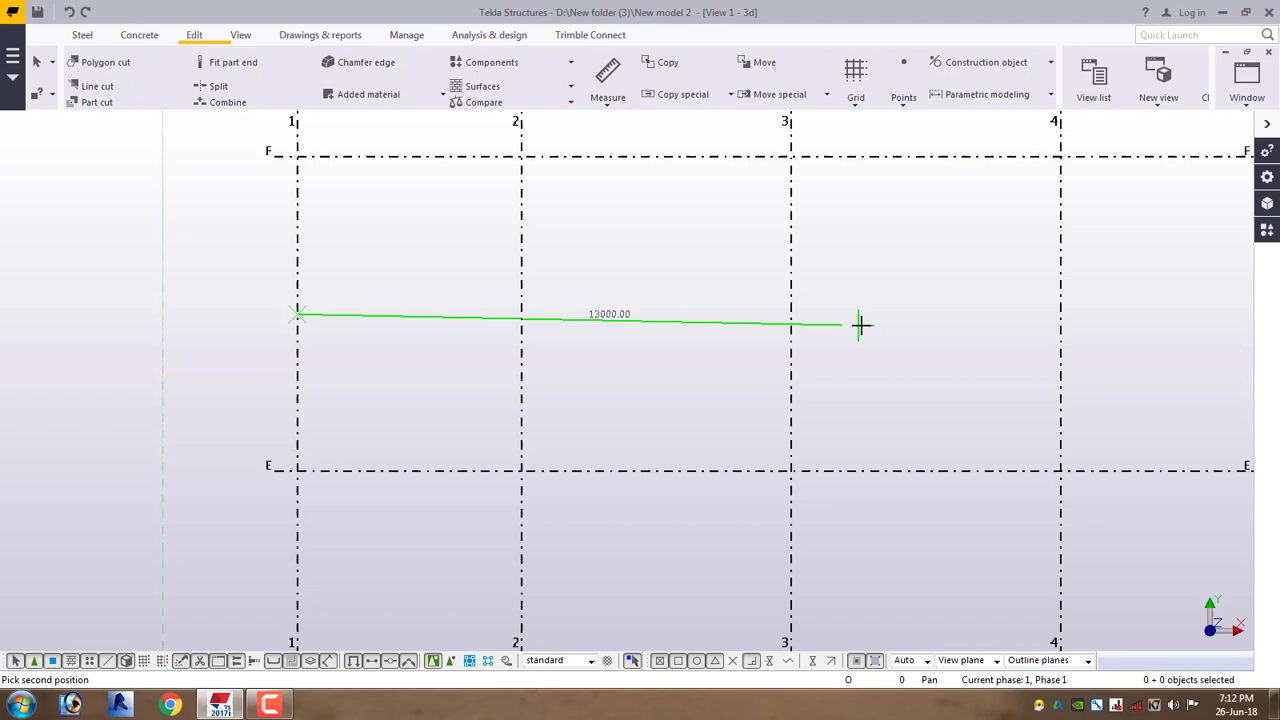 Tekla Structures - D:\New folder (3)\New model 2 - [View 1 - 3d]
Log in
Steel Concrete Edit View Drawings & reports Manage Analysis & design Trimble Connect
Quick Launch
Polygon cut
Line cut
Part cut
Fit part end
Split
Combine
Chamfer edge
Added material
Components
Surfaces
Compare
Measure
Copy
Copy special
Move
Move special
Grid
Points
Construction object
Parametric modeling
View list
New view
Cl
Window
1 2 3 4
F F
13000.00
E E
1 2 3 4
Y
Z X
standard
Auto
View plane
Outline planes
Pick second position
O 0 Pan Current phase: 1, Phase 1 0 + 0 objects selected
TS
2017i
7:12 PM
26-Jun-18